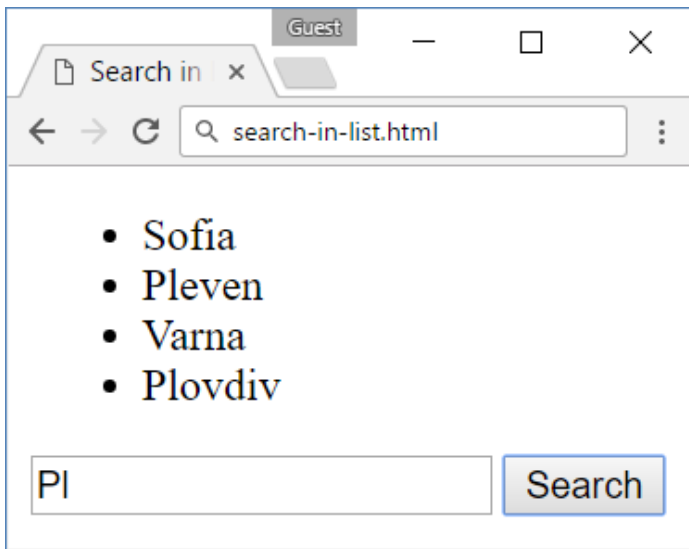 Guest
Search in
search-in-list.html
Sofia
Pleven
Varna
Plovdiv
Pl
Search